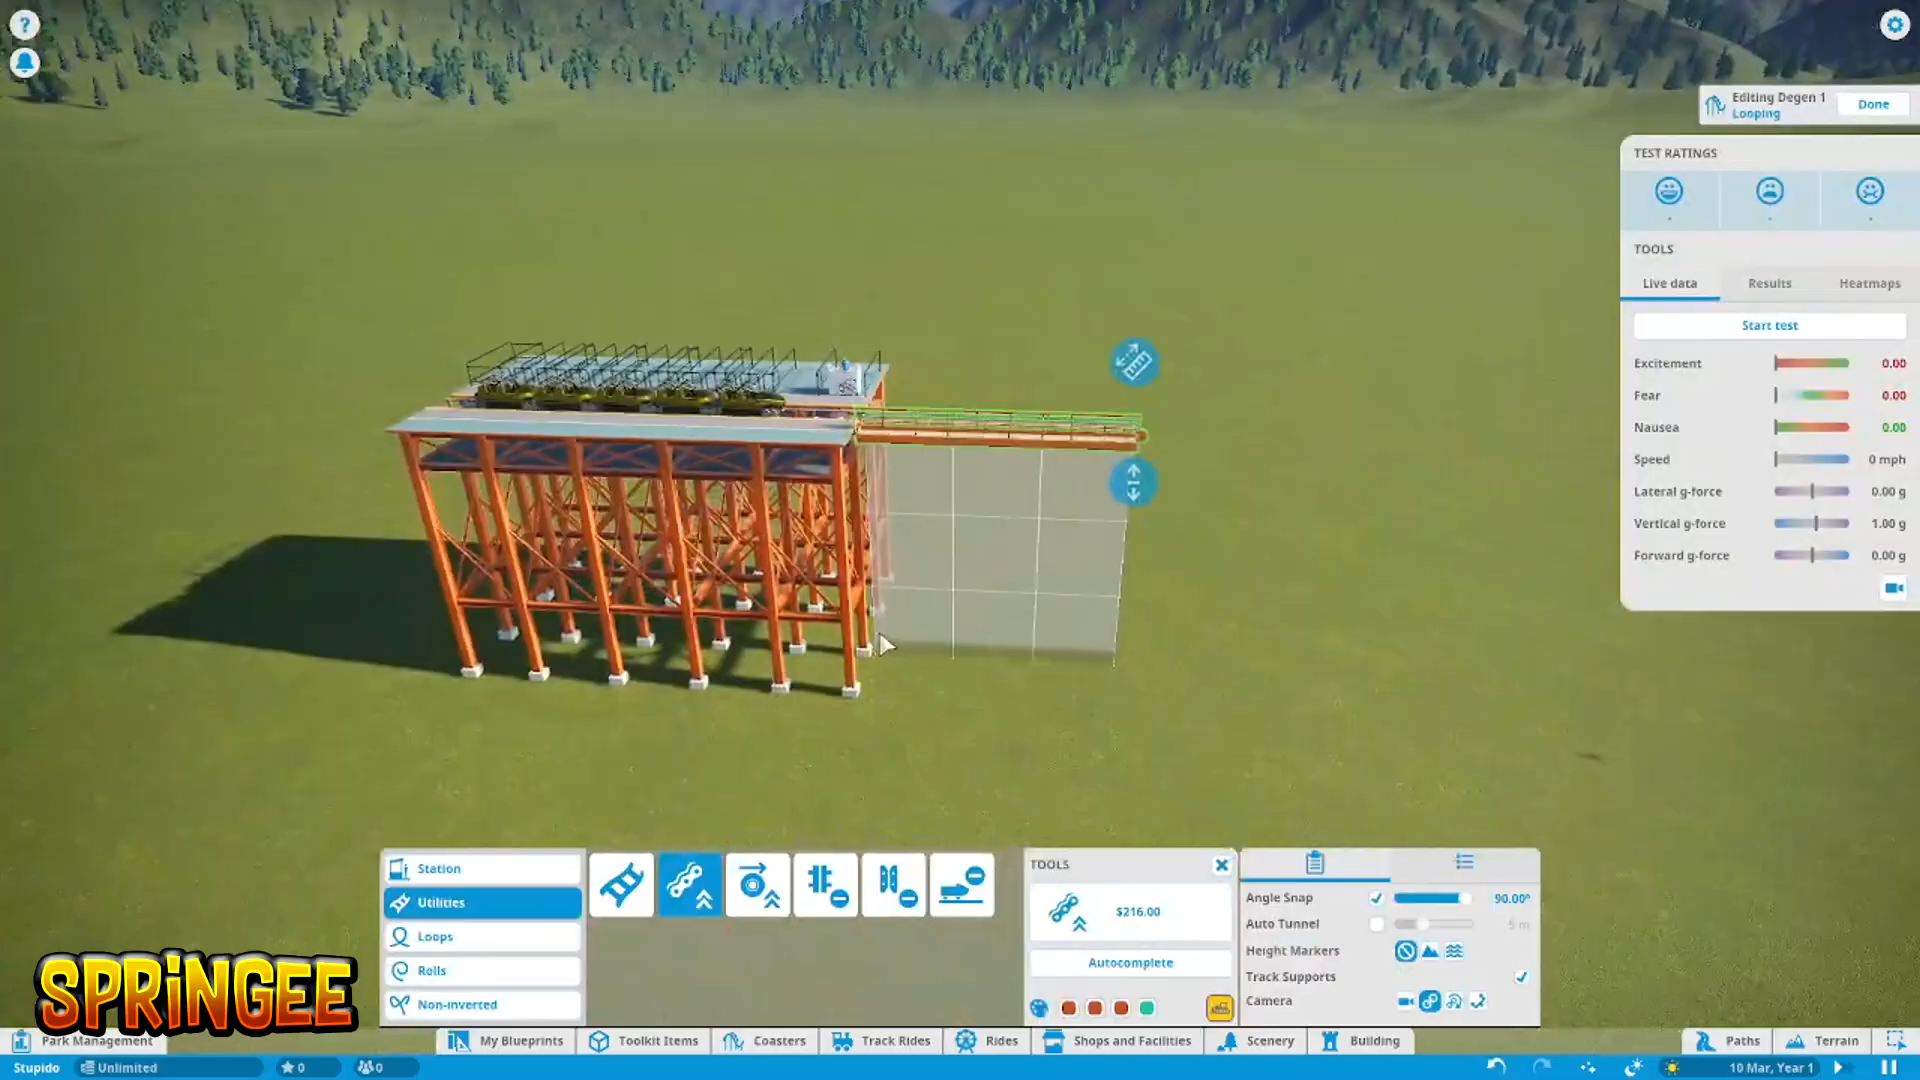 ?
Editing Degen 1
Looping
Done
TEST RATINGS
-
-
-
TOOLS
Live data
Results
Heatmaps
Start test
Excitement
0.00
Fear
0.00
Nausea
0.00
Speed
0 mph
Lateral g-force
0.00 g
Vertical g-force
1.00 g
Forward g-force
0.00 g
Station
Utilities
Loops
Rolls
Non-inverted
TOOLS
$216.00
Autocomplete
Angle Snap
90.00°
Auto Tunnel
5 m
Height Markers
Track Supports
Camera
SPRiNGEE
Park Management
My Blueprints
Toolkit Items
Coasters
Track Rides
Rides
Shops and Facilities
Scenery
Building
Paths
Terrain
Stupido
Unlimited
0
0
10 Mar, Year 1